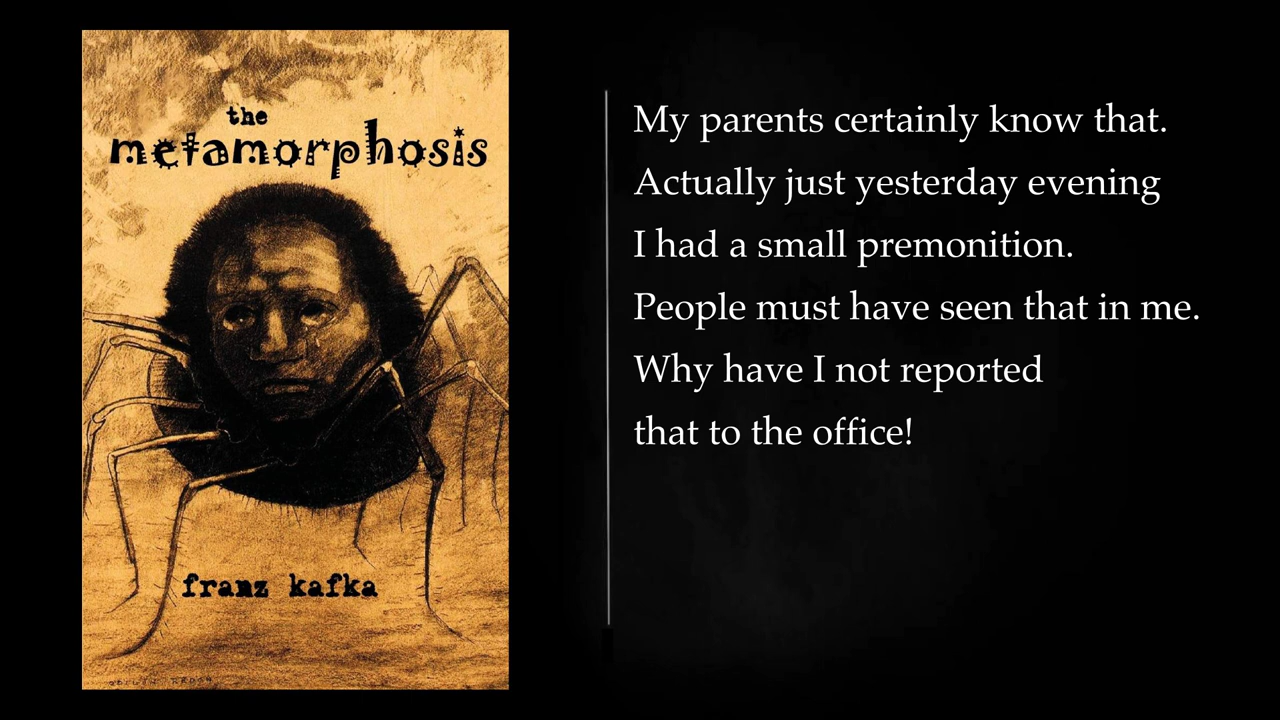 the
metamorphosis
franz kafka
My parents certainly know that.
Actually just yesterday evening
I had a small premonition.
People must have seen that in me.
Why have I not reported
that to the office!